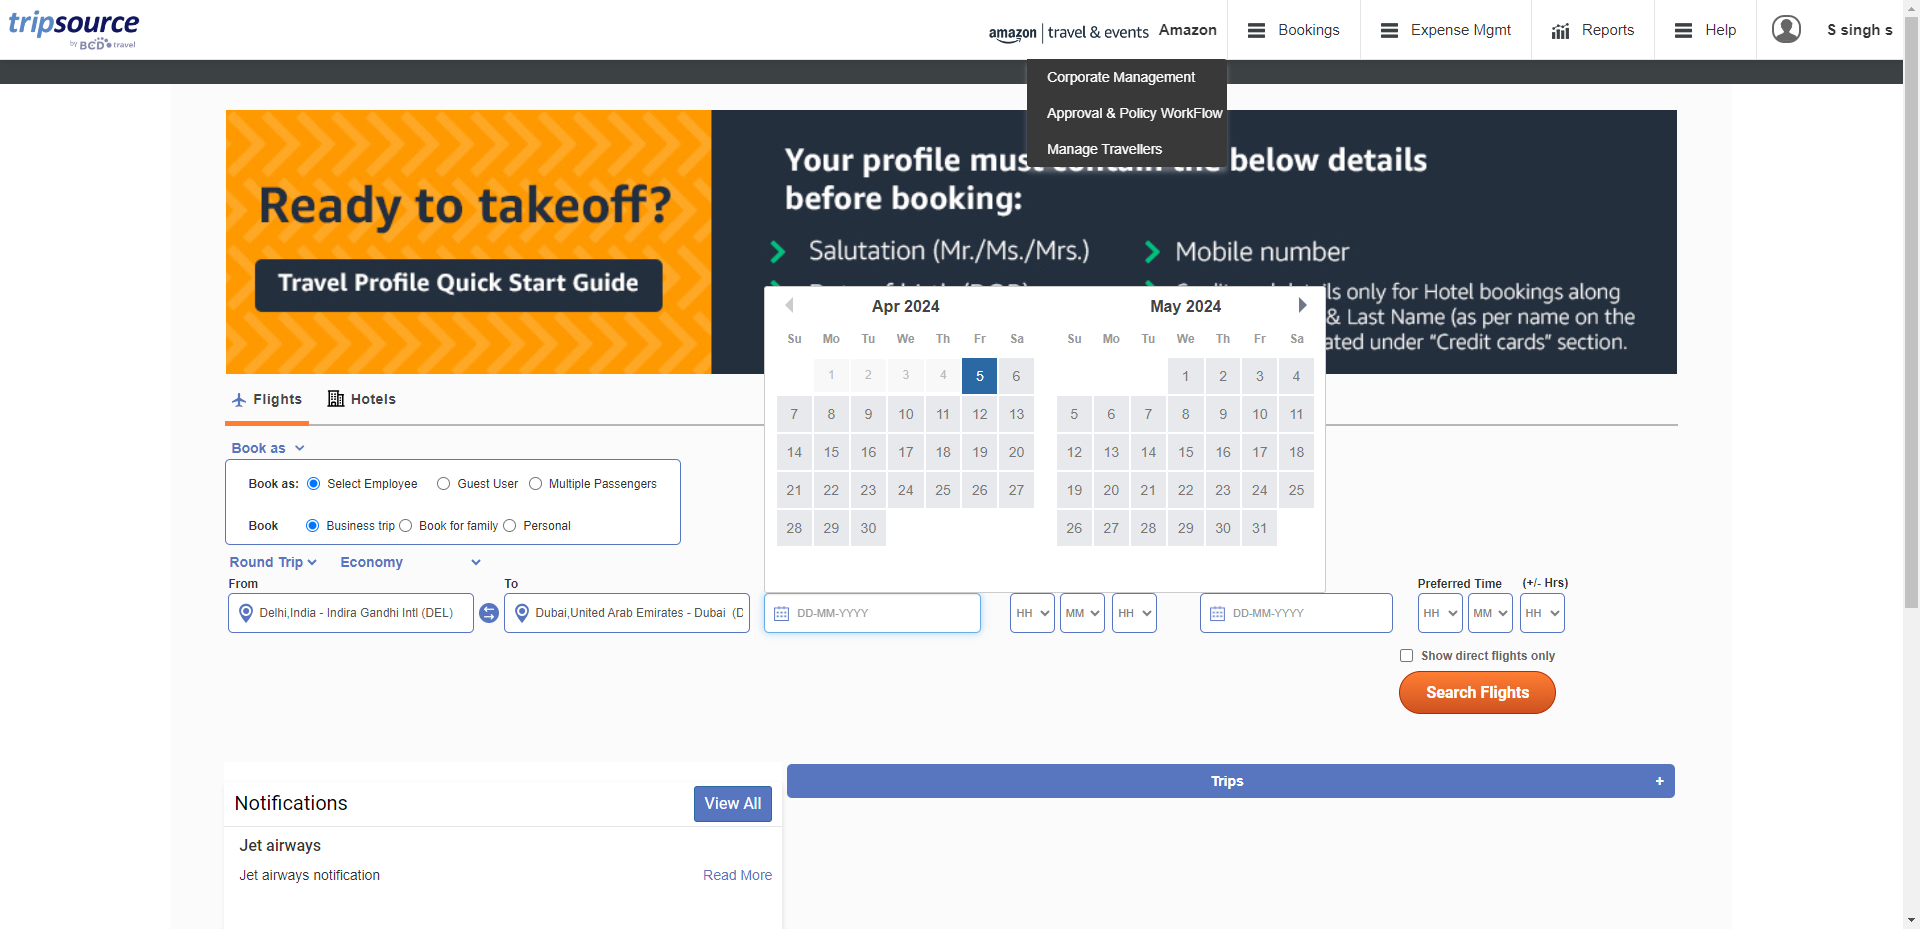 tripsource
by BCD travel
amazon | travel & events Amazon
Bookings
Expense Mgmt
Reports
Help
S singh s
Corporate Management
Approval & Policy WorkFlow
Manage Travellers
Ready to takeoff?
Travel Profile Quick Start Guide
Your profile must contain the below details
before booking:
Salutation (Mr./Ms./Mrs.)
Mobile number
ls only for Hotel bookings along
& Last Name (as per name on the
ated under “Credit cards” section.
Apr 2024
Su Mo Tu We Th Fr Sa
1 2 3 4 5 6
7 8 9 10 11 12 13
14 15 16 17 18 19 20
21 22 23 24 25 26 27
28 29 30
May 2024
Su Mo Tu We Th Fr Sa
1 2 3 4
5 6 7 8 9 10 11
12 13 14 15 16 17 18
19 20 21 22 23 24 25
26 27 28 29 30 31
Flights Hotels
Book as
Book as: Select Employee Guest User Multiple Passengers
Book Business trip Book for family Personal
Round Trip Economy
From To Preferred Time (+/- Hrs)
Delhi,India - Indira Gandhi Intl (DEL) Dubai,United Arab Emirates - Dubai (D DD-MM-YYYY HH MM HH DD-MM-YYYY HH MM HH
Show direct flights only
Search Flights
Trips +
Notifications View All
Jet airways
Jet airways notification Read More